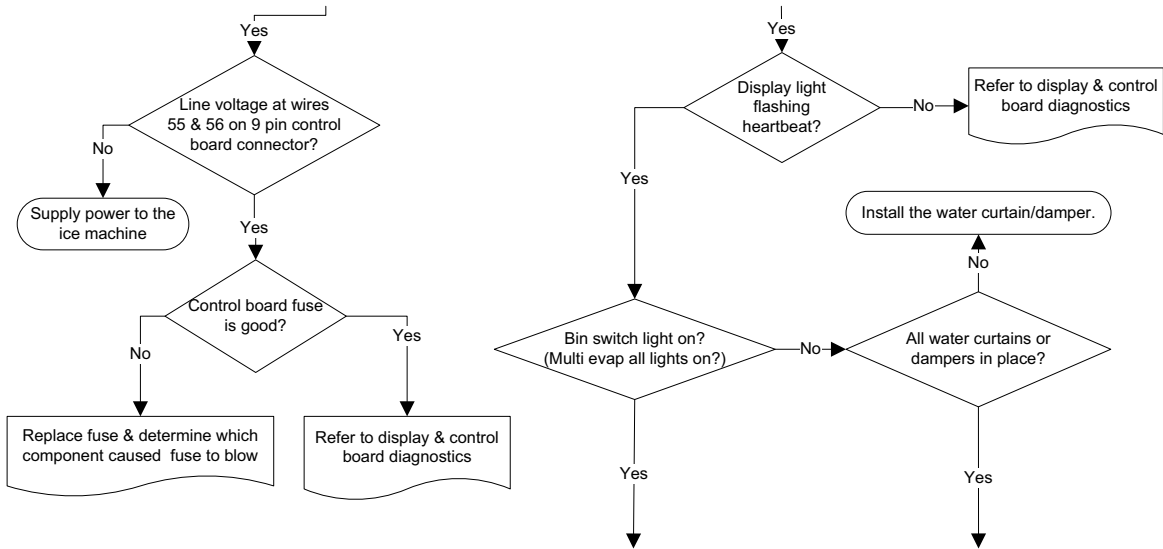 Yes
Line voltage at wires
55 & 56 on 9 pin control
board connector?
No
Supply power to the
ice machine
Yes
Control board fuse
is good?
No
Yes
Replace fuse & determine which
component caused  fuse to blow
Refer to display & control
board diagnostics
Yes
Display light
flashing
heartbeat?
No
Refer to display & control
board diagnostics
Yes
Install the water curtain/damper.
No
Bin switch light on?
(Multi evap all lights on?)
No
All water curtains or
dampers in place?
Yes
Yes